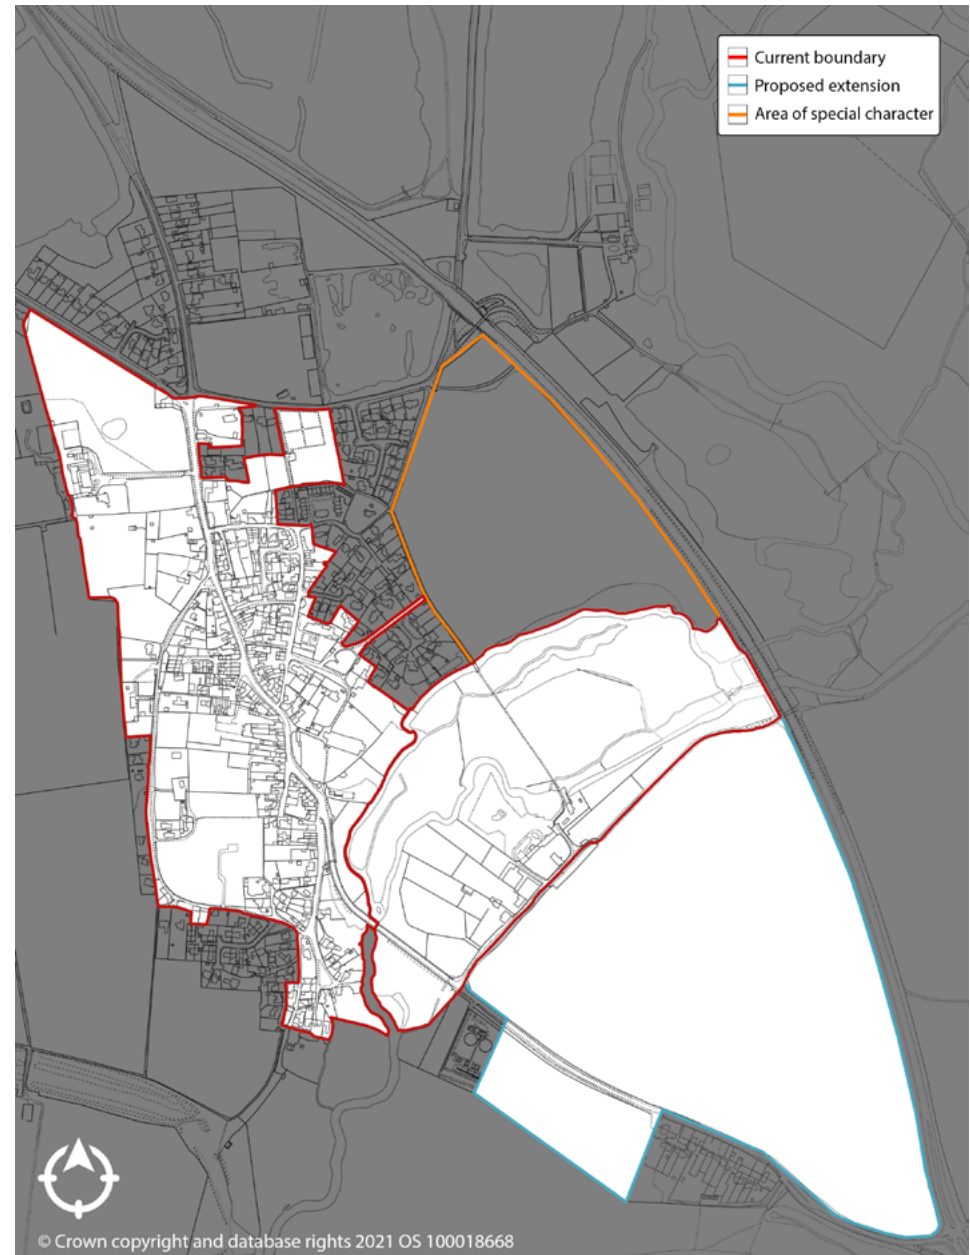 Current boundary
Proposed extension
Area of special character
© Crown copyright and database rights 2021 OS 100018668